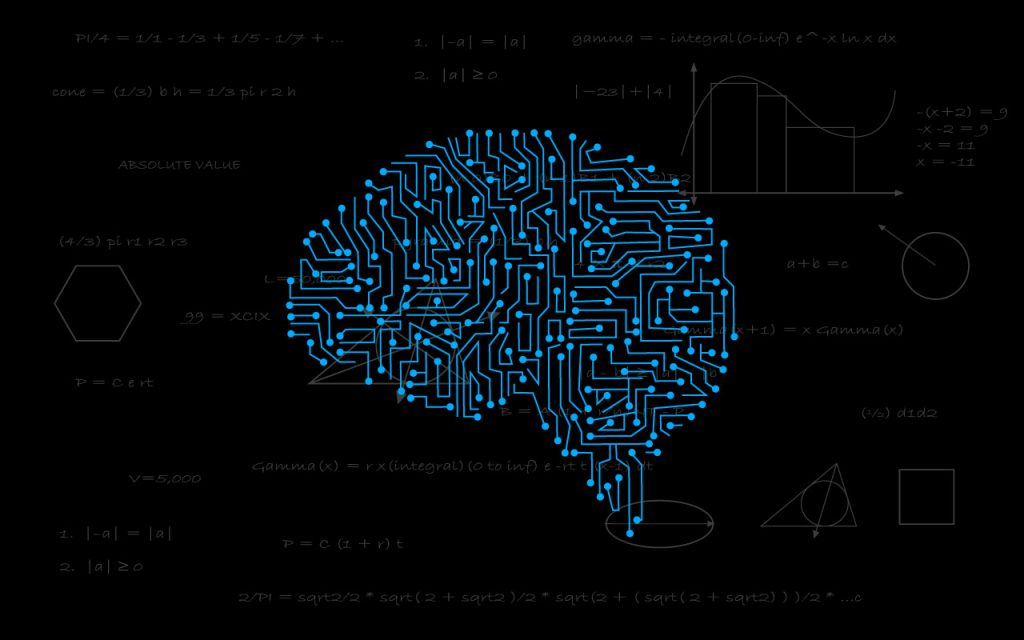 PI/4 = 1/1 - 1/3 + 1/5 - 1/7 + ...
1. |-a| = |a|
2. |a| ≥ 0
gamma = - integral(0-inf) e^-x ln x dx
cone = (1/3) b h = 1/3 pi r 2 h
|-23|+|4|
-(x+2) = 9
-x -2 = 9
-x = 11
x = -11
ABSOLUTE VALUE
(4/3) pi r1 r2 r3
a+b =c
99 = XCIX
(x+1) = x Gamma(x)
P = C e rt
B =
(²/₂) d1d2
Gamma(x) = r x(integral)(0 to inf) e -rt t (x-1) dt
V=5,000
1. |-a| = |a|
2. |a| ≥ 0
P = C (1 + r) t
2/PI = sqrt2/2 * sqrt( 2 + sqrt2 )/2 * sqrt(2 + ( sqrt( 2 + sqrt2) ) )/2 * ...c